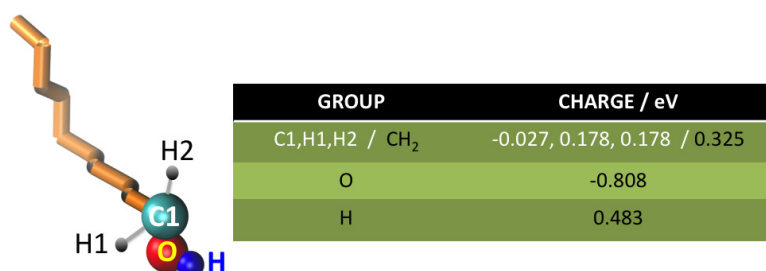 H2
C1
H1
O
H
GROUP CHARGE / eV
C1,H1,H2 / CH₂ -0.027, 0.178, 0.178 / 0.325
O -0.808
H 0.483